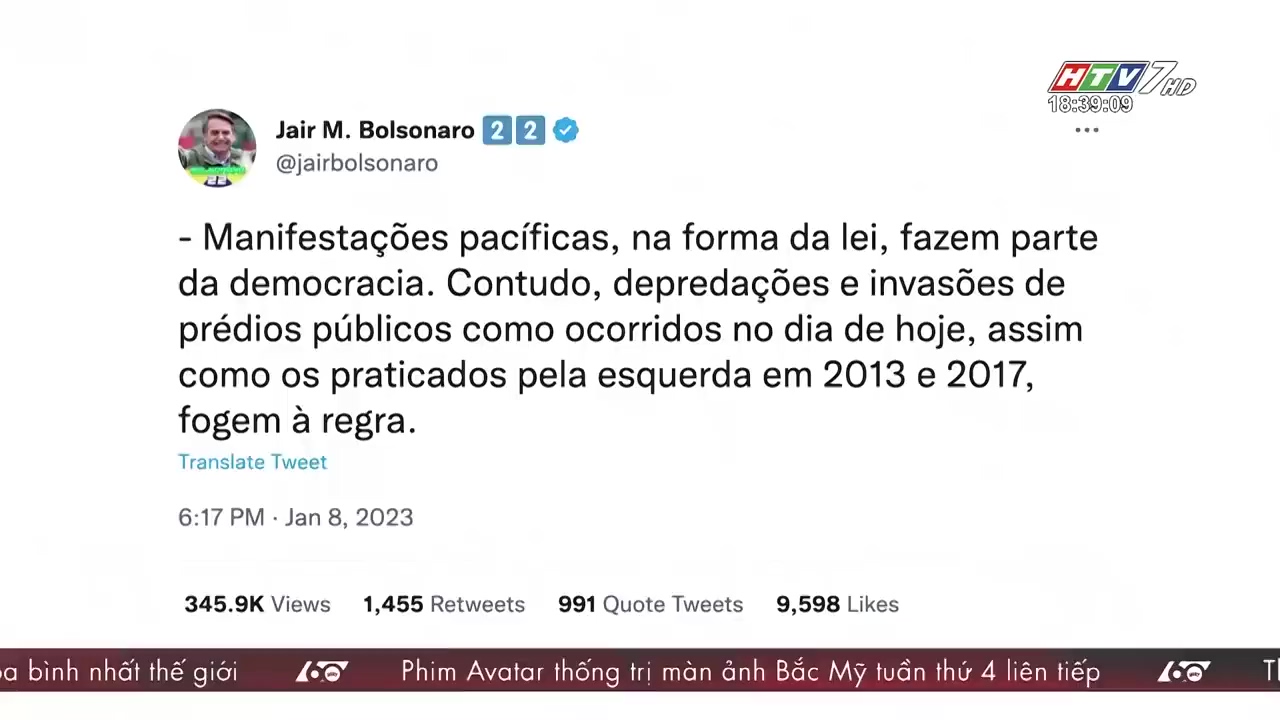 HTV7 HD
18:39:09
Jair M. Bolsonaro 22
@jairbolsonaro
22
- Manifestações pacíficas, na forma da lei, fazem parte
da democracia. Contudo, depredações e invasões de
prédios públicos como ocorridos no dia de hoje, assim
como os praticados pela esquerda em 2013 e 2017,
fogem à regra.
Translate Tweet
6:17 PM · Jan 8, 2023
345.9K Views 1,455 Retweets 991 Quote Tweets 9,598 Likes
bình nhất thế giới 60 Phim Avatar thống trị màn ảnh Bắc Mỹ tuần thứ 4 liên tiếp 60